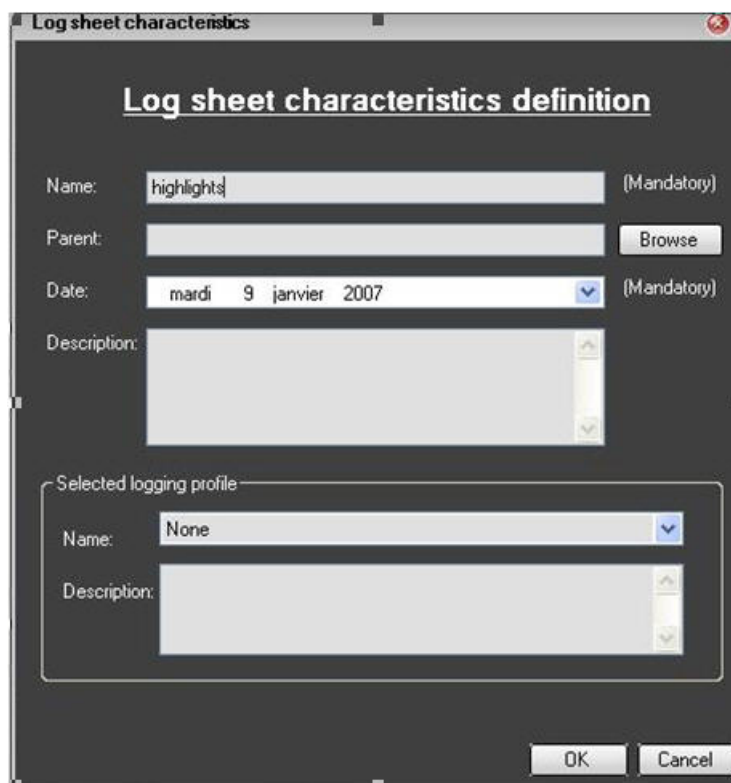 Log sheet characteristics
Log sheet characteristics definition
Name: highlights (Mandatory)
Parent: Browse
Date: mardi 9 janvier 2007 (Mandatory)
Description:
Selected logging profile
Name: None
Description:
OK Cancel